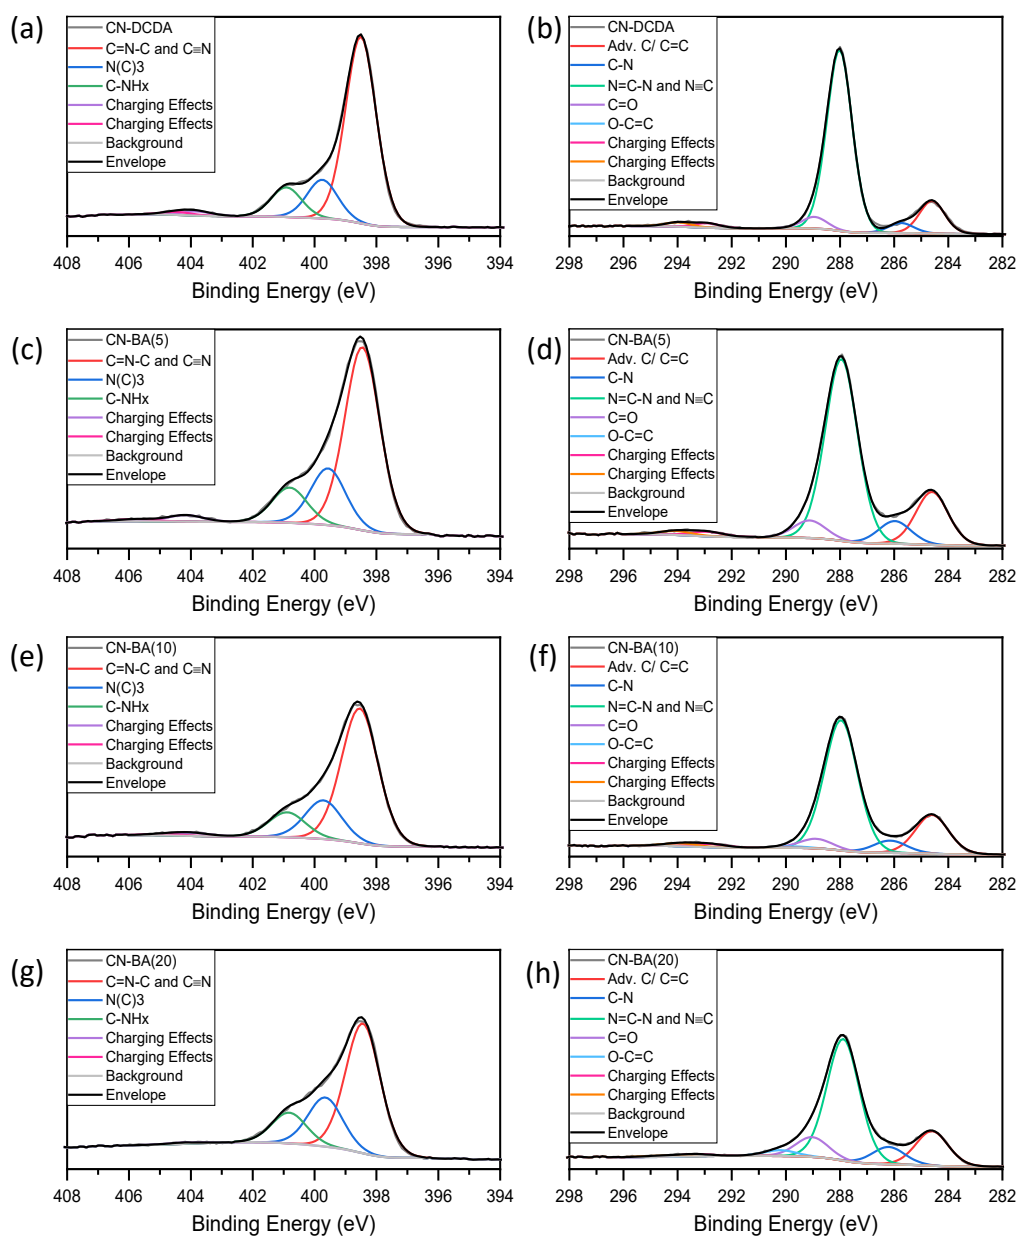 (a)
CN-DCDA
C=N-C and C≡N
N(C)3
C-NHx
Charging Effects
Charging Effects
Background
Envelope
408 406 404 402 400 398 396 394
Binding Energy (eV)
(b)
CN-DCDA
Adv. C/ C=C
C-N
N=C-N and N≡C
C=O
O-C=C
Charging Effects
Charging Effects
Background
Envelope
298 296 294 292 290 288 286 284 282
Binding Energy (eV)
(c)
CN-BA(5)
C=N-C and C≡N
N(C)3
C-NHx
Charging Effects
Charging Effects
Background
Envelope
408 406 404 402 400 398 396 394
Binding Energy (eV)
(d)
CN-BA(5)
Adv. C/ C=C
C-N
N=C-N and N≡C
C=O
O-C=C
Charging Effects
Charging Effects
Background
Envelope
298 296 294 292 290 288 286 284 282
Binding Energy (eV)
(e)
CN-BA(10)
C=N-C and C≡N
N(C)3
C-NHx
Charging Effects
Charging Effects
Background
Envelope
408 406 404 402 400 398 396 394
Binding Energy (eV)
(f)
CN-BA(10)
Adv. C/ C=C
C-N
N=C-N and N≡C
C=O
O-C=C
Charging Effects
Charging Effects
Background
Envelope
298 296 294 292 290 288 286 284 282
Binding Energy (eV)
(g)
CN-BA(20)
C=N-C and C≡N
N(C)3
C-NHx
Charging Effects
Charging Effects
Background
Envelope
408 406 404 402 400 398 396 394
Binding Energy (eV)
(h)
CN-BA(20)
Adv. C/ C=C
C-N
N=C-N and N≡C
C=O
O-C=C
Charging Effects
Charging Effects
Background
Envelope
298 296 294 292 290 288 286 284 282
Binding Energy (eV)